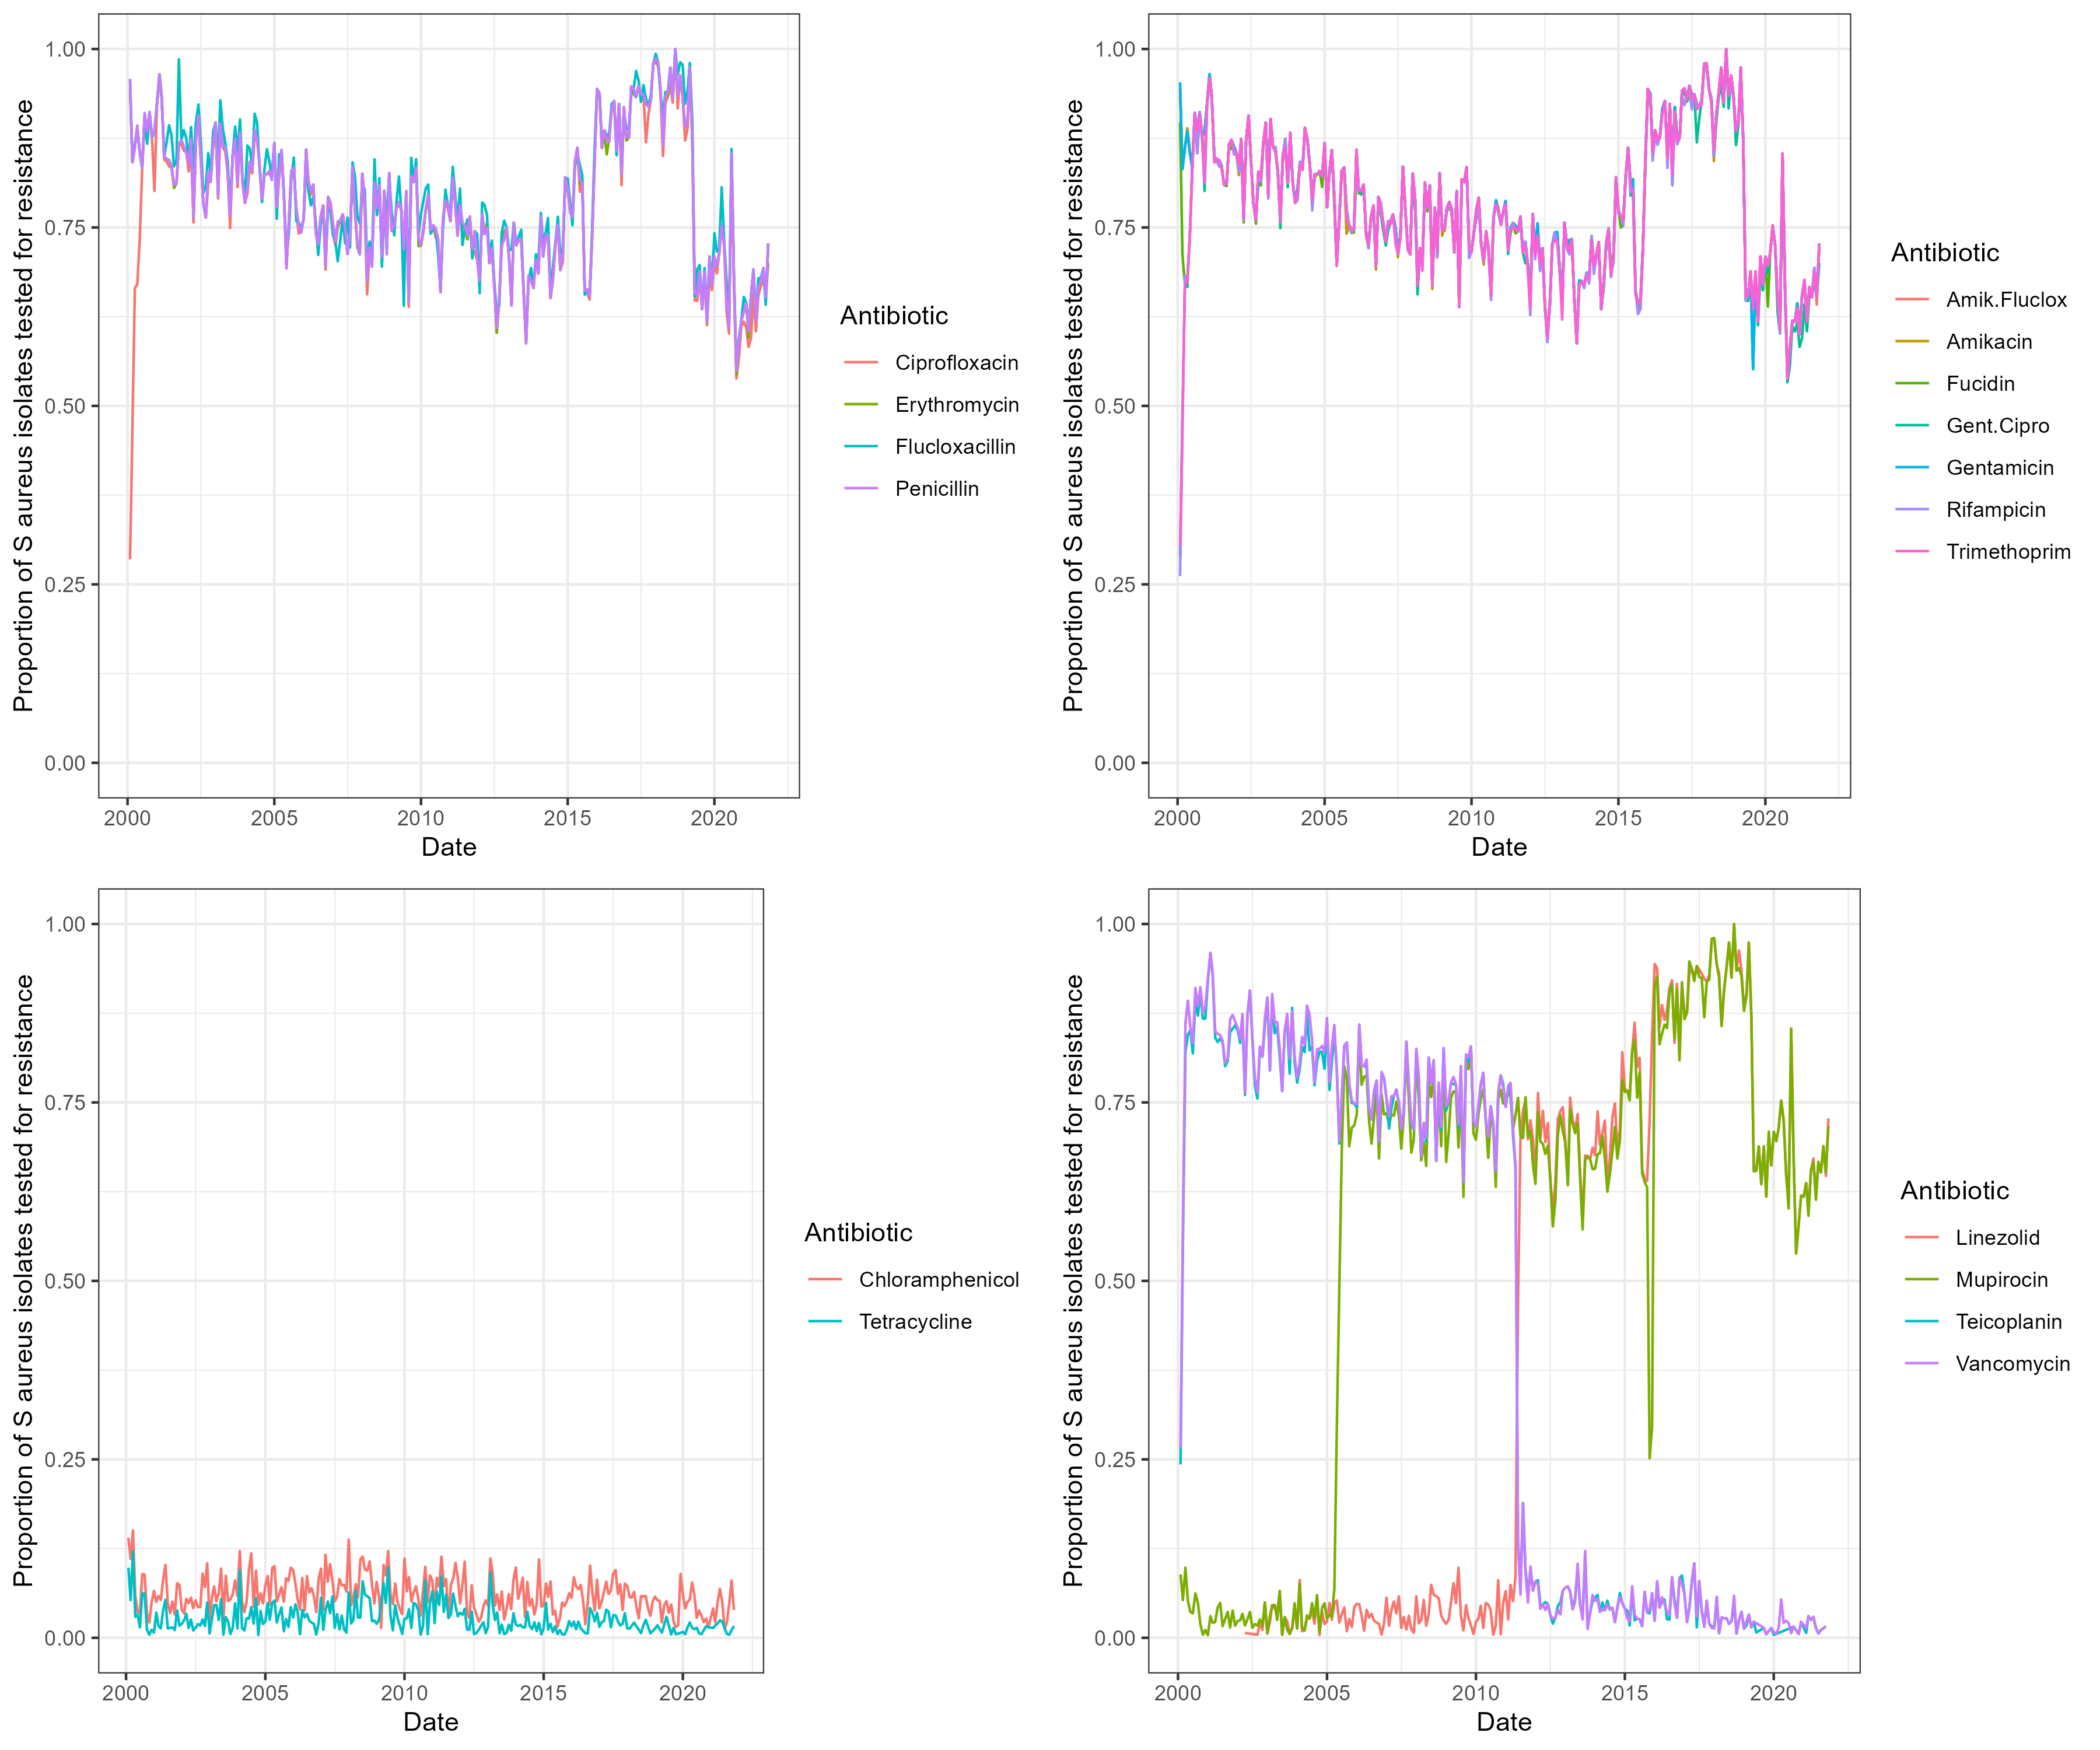 Proportion of S aureus isolates tested for resistance
1.00
0.75
0.50
0.25
0.00
2000 2005 2010 2015 2020
Date
Antibiotic
Ciprofloxacin
Erythromycin
Flucloxacillin
Penicillin
Proportion of S aureus isolates tested for resistance
1.00
0.75
0.50
0.25
0.00
2000 2005 2010 2015 2020
Date
Antibiotic
Amik.Fluclox
Amikacin
Fucidin
Gent.Cipro
Gentamicin
Rifampicin
Trimethoprim
Proportion of S aureus isolates tested for resistance
1.00
0.75
0.50
0.25
0.00
2000 2005 2010 2015 2020
Date
Antibiotic
Chloramphenicol
Tetracycline
Proportion of S aureus isolates tested for resistance
1.00
0.75
0.50
0.25
0.00
2000 2005 2010 2015 2020
Date
Antibiotic
Linezolid
Mupirocin
Teicoplanin
Vancomycin